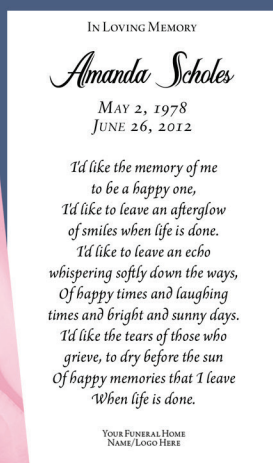 In Loving Memory
Amanda Scholes
May 2, 1978
June 26, 2012
I'd like the memory of me
to be a happy one,
I'd like to leave an afterglow
of smiles when life is done.
I'd like to leave an echo
whispering softly down the ways,
Of happy times and laughing
times and bright and sunny days.
I'd like the tears of those who
grieve, to dry before the sun
Of happy memories that I leave
When life is done.
Your Funeral Home
Name/Logo Here